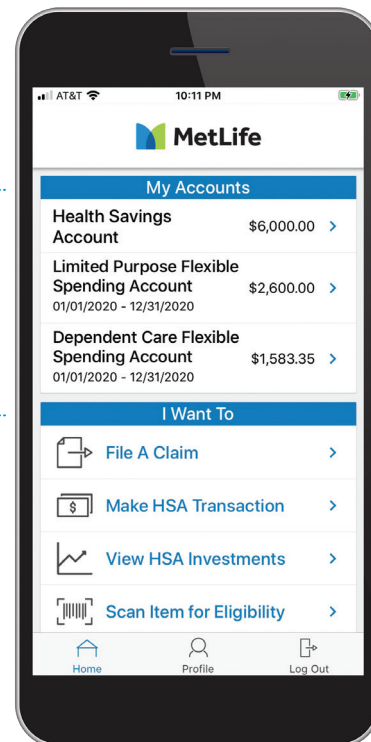 AT&T 10:11 PM
MetLife
My Accounts
Health Savings
Account $6,000.00
Limited Purpose Flexible
Spending Account $2,600.00
01/01/2020 - 12/31/2020
Dependent Care Flexible
Spending Account $1,583.35
01/01/2020 - 12/31/2020
I Want To
File A Claim
$ Make HSA Transaction
View HSA Investments
Scan Item for Eligibility
Home Profile Log Out